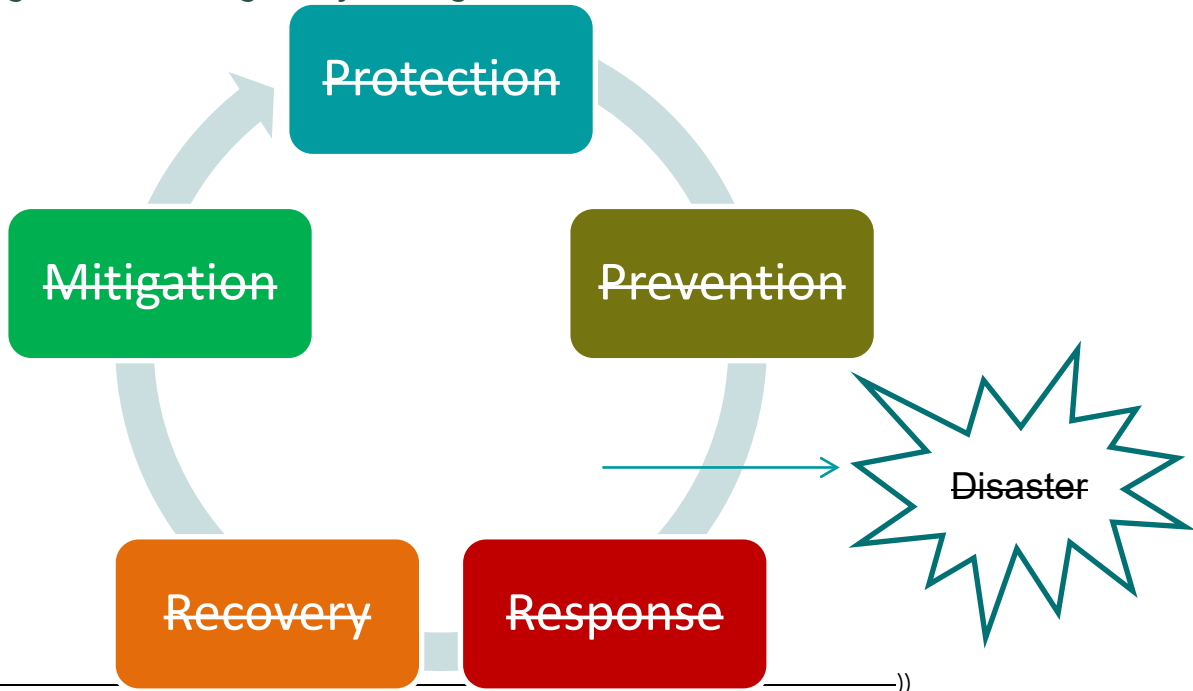 Protection
Mitigation
Prevention
Disaster
Recovery
Response
))